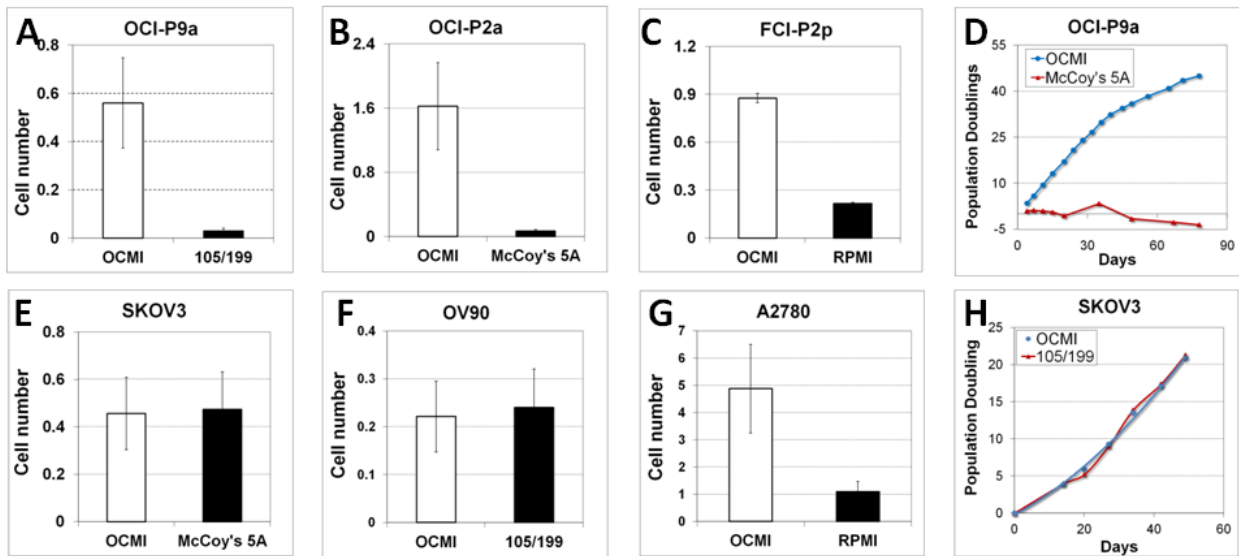 A
OCI-P9a
Cell number
0.8
0.6
0.4
0.2
0
OCMI
105/199
B
OCI-P2a
Cell number
2.4
1.6
1.2
0.8
0
OCMI
McCoy's 5A
C
FCI-P2p
Cell number
1.2
0.9
0.6
0.3
0
OCMI
RPMI
D
OCI-P9a
Population Doublings
55
45
25
10
-5
OCMI
McCoy's 5A
0
30
60
90
Days
E
SKOV3
Cell number
0.8
0.6
0.4
0.2
0
OCMI
McCoy's 5A
F
OV90
Cell number
0.4
0.3
0.2
0.1
0
OCMI
105/199
G
A2780
Cell number
7
6
5
4
3
2
1
0
OCMI
RPMI
H
SKOV3
Population Doubling
25
20
15
10
5
0
OCMI
105/199
0
20
40
60
Days